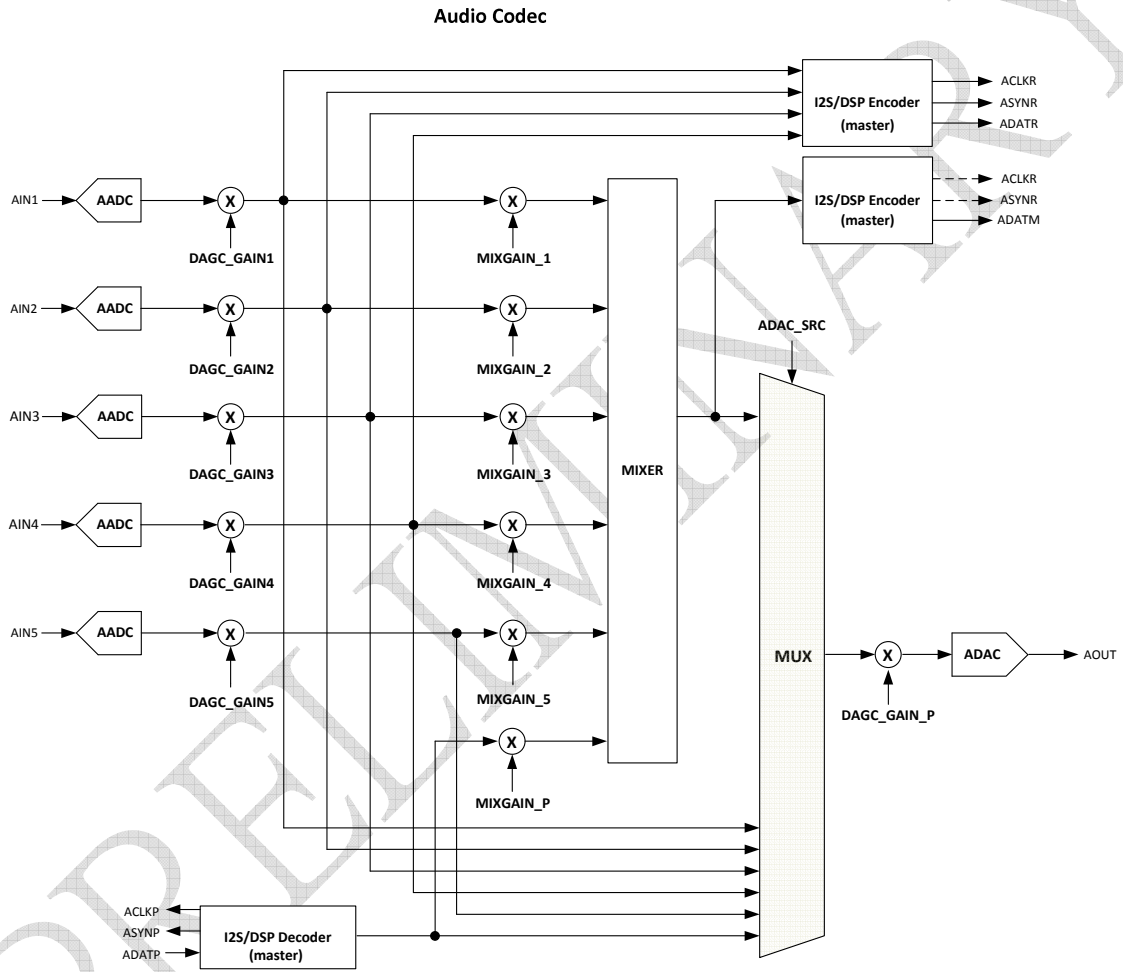 Audio Codec
I2S/DSP Encoder
(master)
ACLKR
ASYNR
ADATR
I2S/DSP Encoder
(master)
ACLKR
ASYNR
ADATM
AIN1
AADC
X
X
DAGC_GAIN1
MIXGAIN_1
AIN2
AADC
X
X
DAGC_GAIN2
MIXGAIN_2
ADAC_SRC
AIN3
AADC
X
X
DAGC_GAIN3
MIXGAIN_3
MIXER
AIN4
AADC
X
X
DAGC_GAIN4
MIXGAIN_4
AIN5
AADC
X
X
DAGC_GAIN5
MIXGAIN_5
MUX
X
ADAC
AOUT
DAGC_GAIN_P
X
MIXGAIN_P
ACLKP
ASYNP
ADATP
I2S/DSP Decoder
(master)
PRELIMINARY